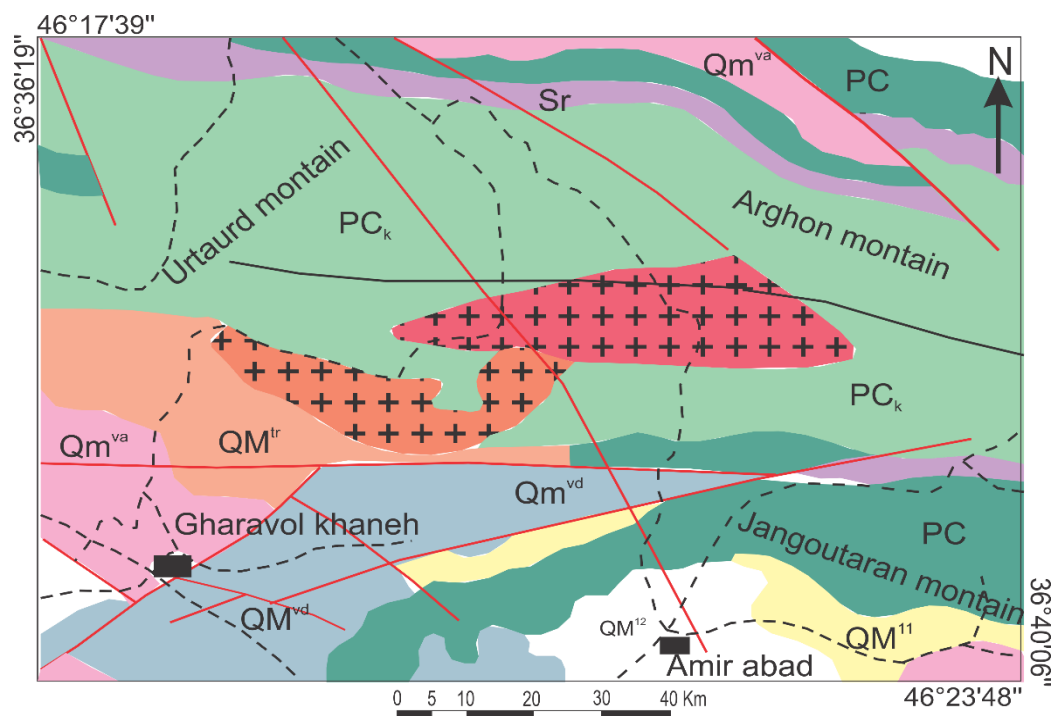 46°17'39"
36°36'19"
Qm^va
PC
N
Sr
Urtaurd montain
Arghon montain
PC_k
PC_k
Qm^va
QM^tr
Qm^vd
Gharavol khaneh
PC
Jangoutaran montain
QM^vd
QM^12
QM^11
Amir abad
36°40'06"
46°23'48"
0 5 10 20 30 40 Km